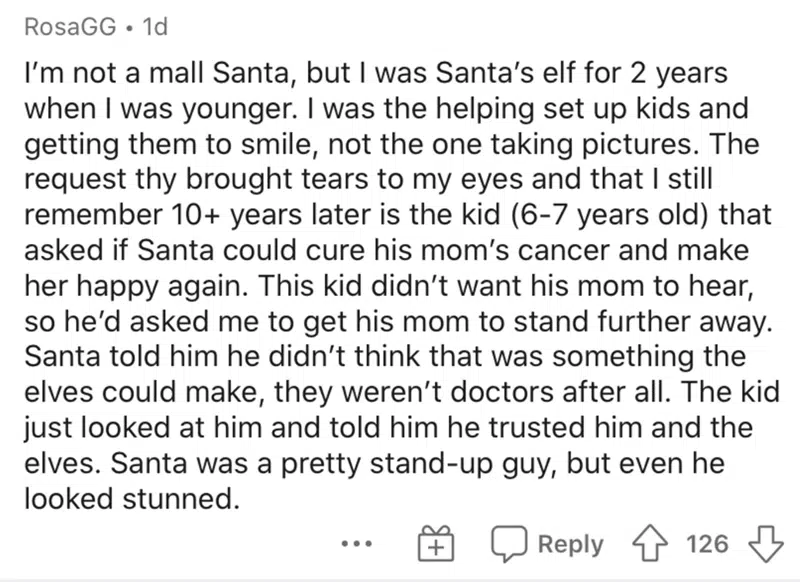 RosaGG • 1d
I'm not a mall Santa, but I was Santa's elf for 2 years
when I was younger. I was the helping set up kids and
getting them to smile, not the one taking pictures. The
request thy brought tears to my eyes and that I still
remember 10+ years later is the kid (6-7 years old) that
asked if Santa could cure his mom's cancer and make
her happy again. This kid didn't want his mom to hear,
so he'd asked me to get his mom to stand further away.
Santa told him he didn't think that was something the
elves could make, they weren't doctors after all. The kid
just looked at him and told him he trusted him and the
elves. Santa was a pretty stand-up guy, but even he
looked stunned.
... Reply 126